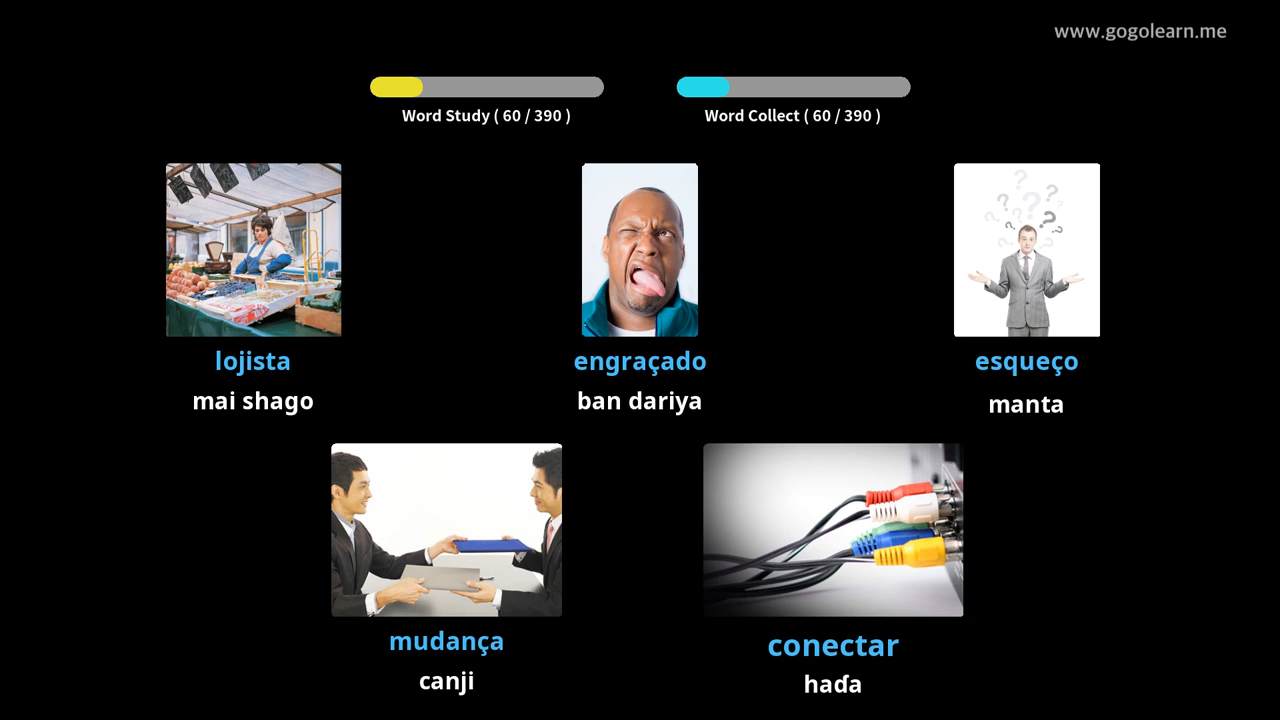 www.gogolearn.me
Word Study ( 60 / 390 )
Word Collect ( 60 / 390 )
lojista
mai shago
engraçado
ban dariya
esqueço
manta
mudança
canji
conectar
haɗa